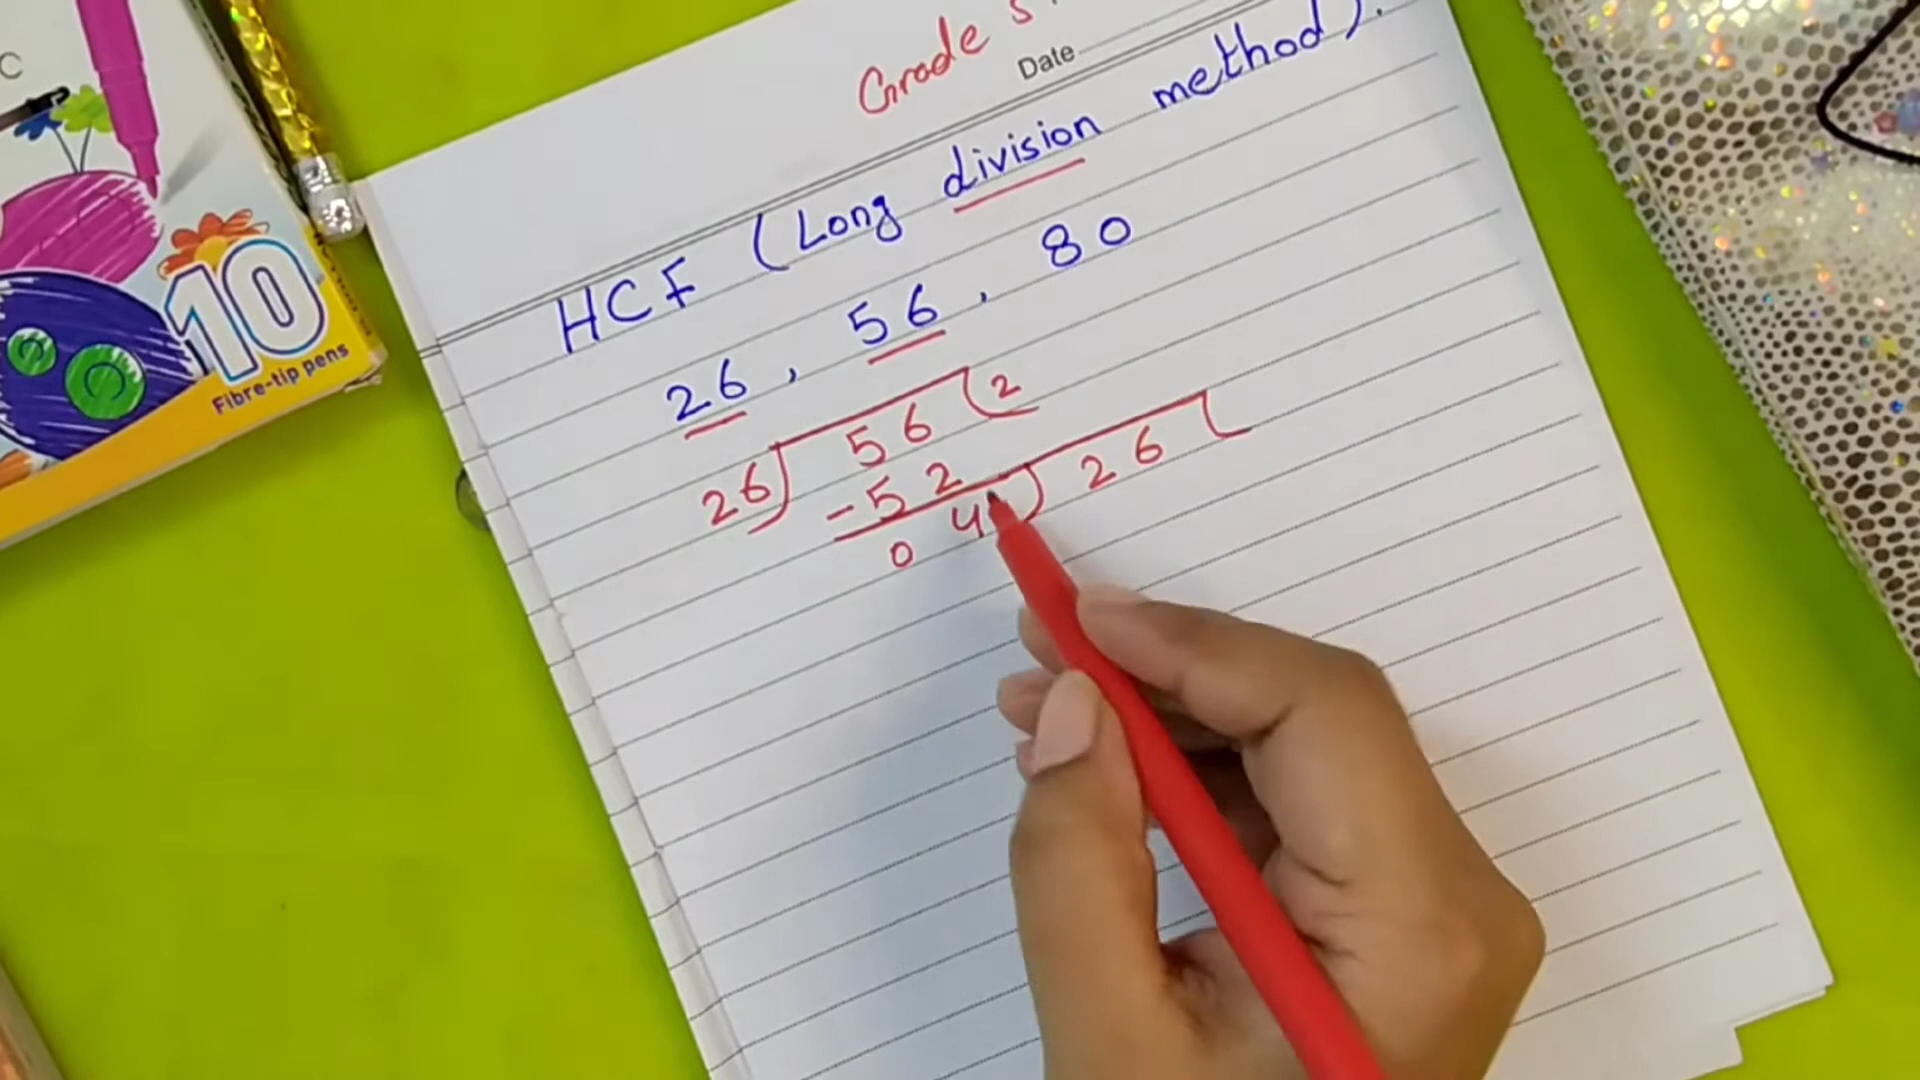 Grade 5
Date
HCF (Long division method).
26, 56, 80
26) 56 (2
- 52
04) 26 (
C
10
Fibre-tip pens